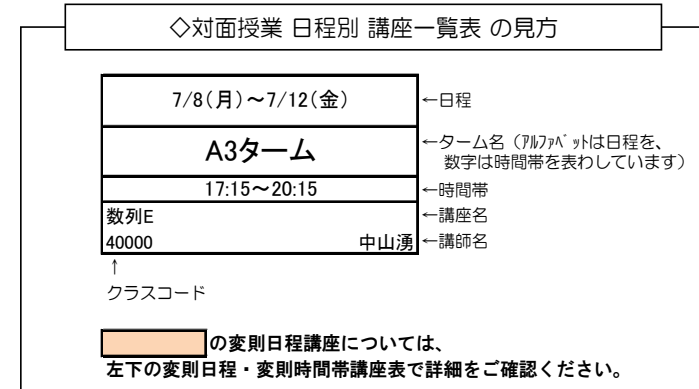 ◇対面授業 日程別 講座一覧表 の見方
7/8(月)～7/12(金)
←日程
A3ターム
←ターム名（ｱﾙﾌｧﾍﾞｯﾄは日程を、
数字は時間帯を表わしています）
17:15～20:15
←時間帯
数列E
←講座名
40000
中山湧
←講師名
↑
クラスコード
の変則日程講座については、
左下の変則日程・変則時間帯講座表で詳細をご確認ください。